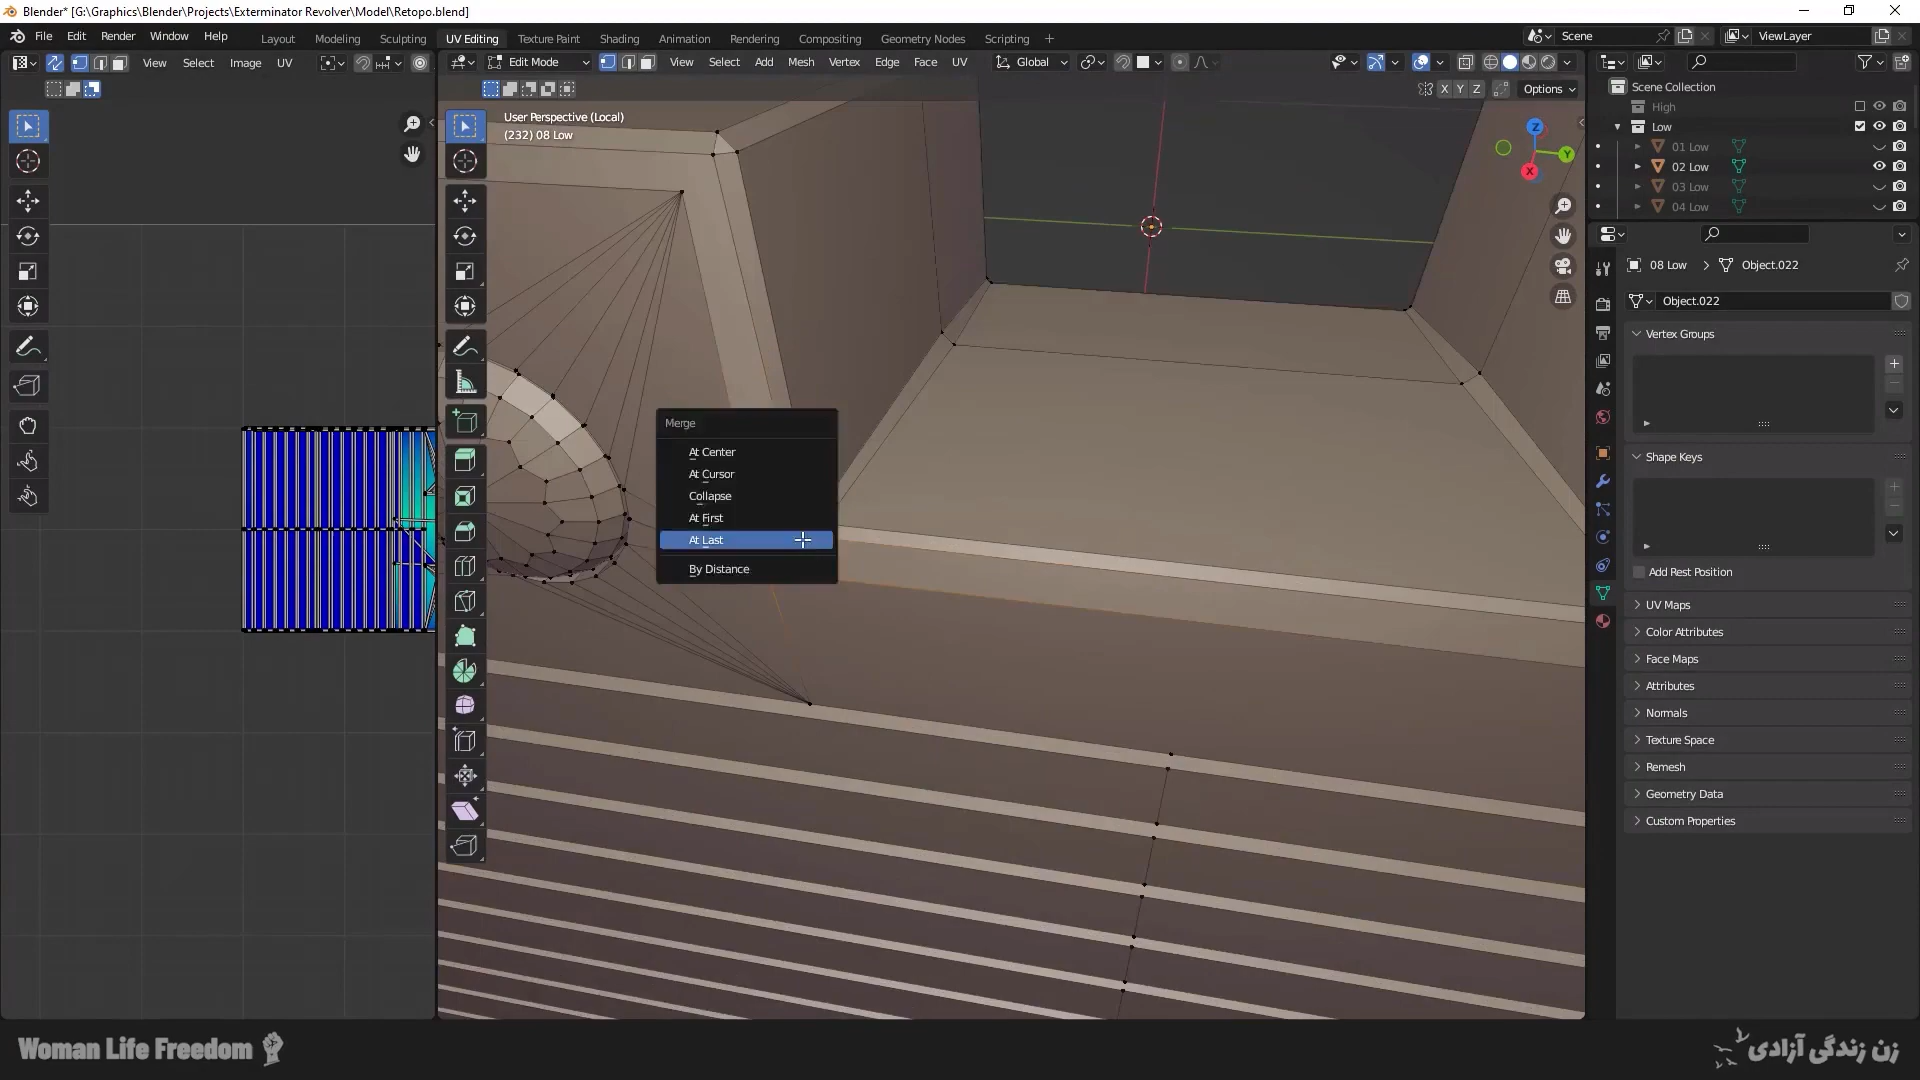 Blender* [G:\Graphics\Blender\Projects\Exterminator Revolver\Model\Retopo.blend]
File Edit Render Window Help Layout Modeling Sculpting UV Editing Texture Paint Shading Animation Rendering Compositing Geometry Nodes Scripting + Scene ViewLayer
View Select Image UV Edit Mode View Select Add Mesh Vertex Edge Face UV Global
X Y Z Options
Scene Collection
High
Low
01 Low
02 Low
03 Low
04 Low
User Perspective (Local)
(232) 08 Low
Z
Y
X
08 Low > Object.022
Object.022
Vertex Groups
Shape Keys
Add Rest Position
UV Maps
Color Attributes
Face Maps
Attributes
Normals
Texture Space
Remesh
Geometry Data
Custom Properties
Merge
At Center
At Cursor
Collapse
At First
At Last
By Distance
Woman Life Freedom
زن زندگی آزادی